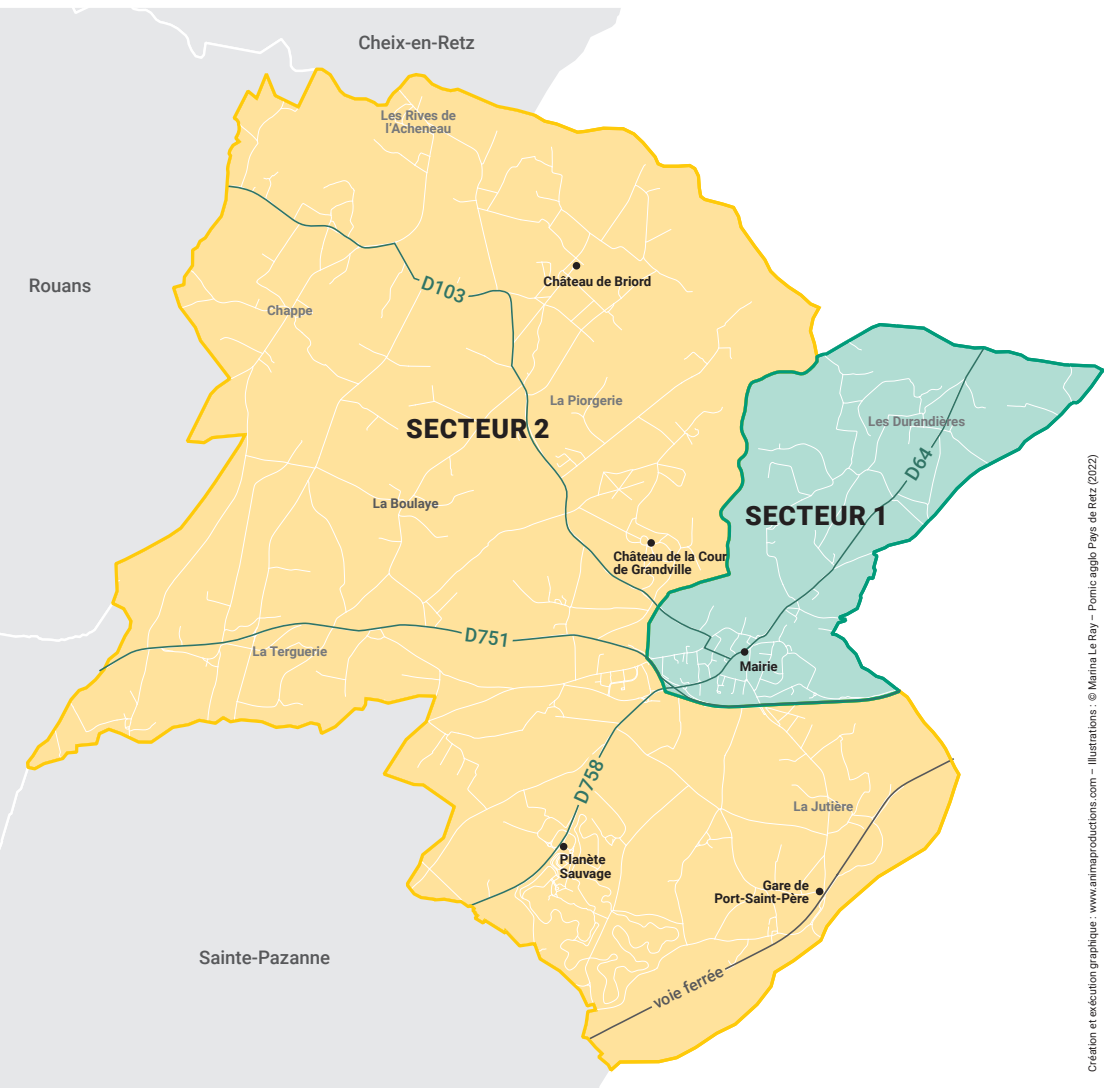 Cheix-en-Retz
Les Rives de
l'Acheneau
Rouans
Château de Briord
D103
Chappe
La Piorgerie
SECTEUR 2
Les Durandières
D64
La Boulaye
SECTEUR 1
Château de la Cour
de Grandville
D751
La Terguerie
Mairie
D758
La Jutière
Planète
Sauvage
Gare de
Port-Saint-Père
Sainte-Pazanne
voie ferrée
Création et exécution graphique : www.animaproductions.com – Illustrations : © Marina Le Ray – Pornic agglo Pays de Retz (2022)